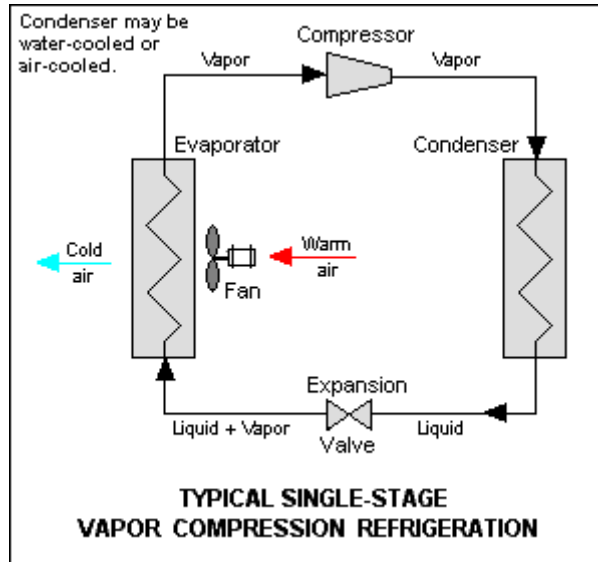 Condenser may be
water-cooled or
air-cooled.
Compressor
Vapor
Vapor
Evaporator
Condenser
Cold
air
Warm
air
Fan
Expansion
Valve
Liquid + Vapor
Liquid
TYPICAL SINGLE-STAGE
VAPOR COMPRESSION REFRIGERATION